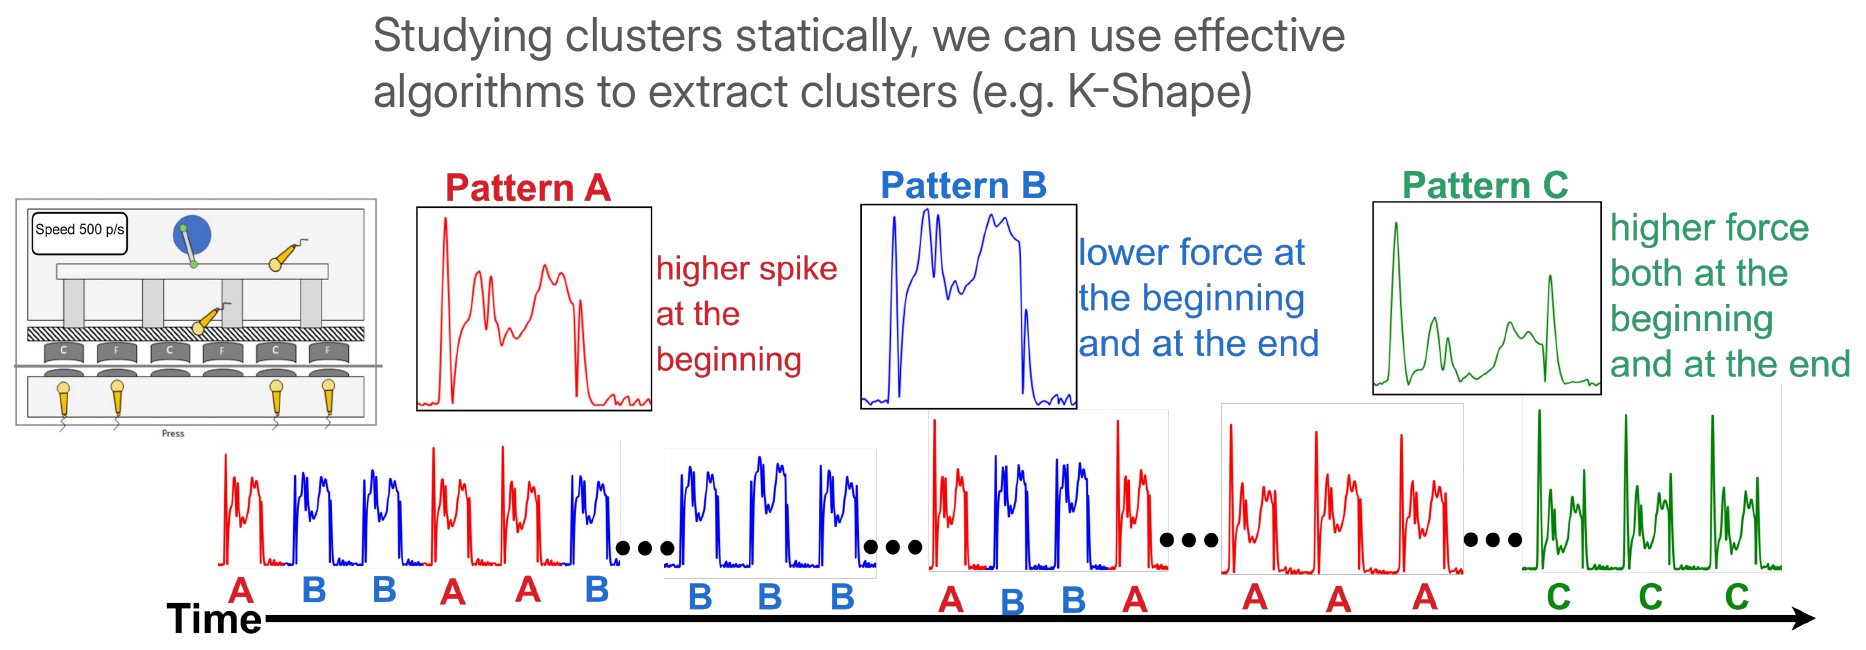 Studying clusters statically, we can use effective
algorithms to extract clusters (e.g. K-Shape)
Pattern A
Pattern B
Pattern C
Speed 500 p/s
higher spike
at the
beginning
lower force at
the beginning
and at the end
higher force
both at the
beginning
and at the end
C F C F C F
Press
A B B A A B B B B A B B A A A A C C C
Time